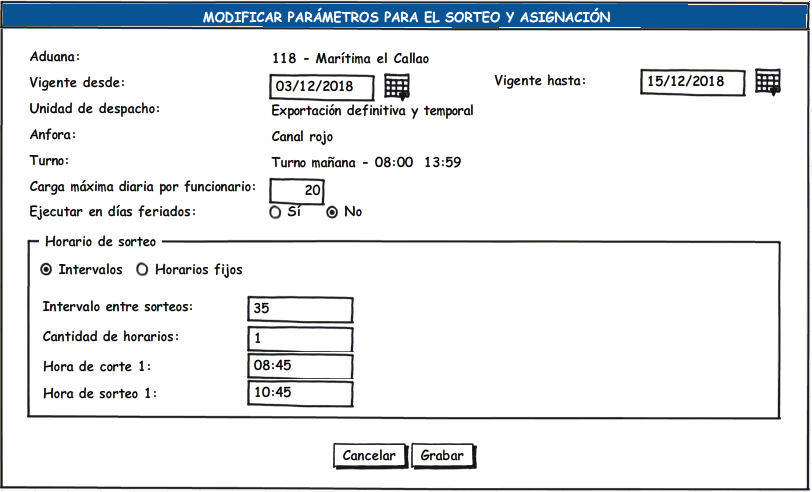 MODIFICAR PARÁMETROS PARA EL SORTEO Y ASIGNACIÓN
Aduana: 118 - Marítima el Callao
Vigente desde: 03/12/2018 Vigente hasta: 15/12/2018
Unidad de despacho: Exportación definitiva y temporal
Anfora: Canal rojo
Turno: Turno mañana - 08:00 13:59
Carga máxima diaria por funcionario: 20
Ejecutar en días feriados: Sí No
Horario de sorteo
Intervalos Horarios fijos
Intervalo entre sorteos: 35
Cantidad de horarios: 1
Hora de corte 1: 08:45
Hora de sorteo 1: 10:45
Cancelar Grabar